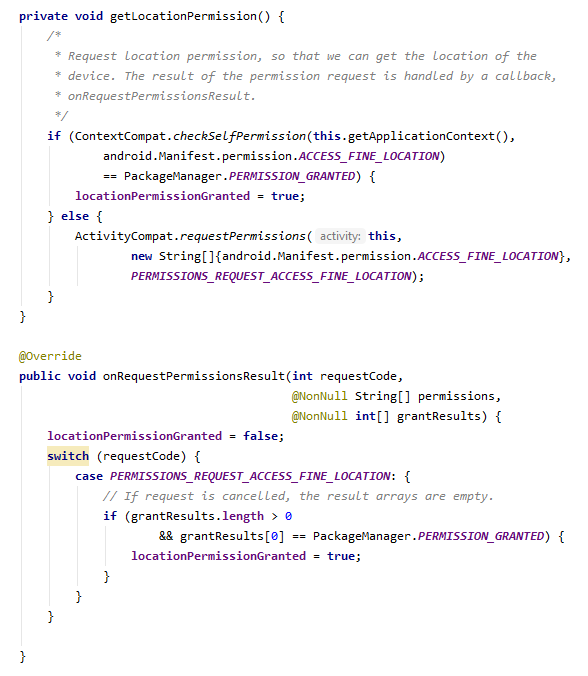 private void getLocationPermission() {
/*
* Request location permission, so that we can get the location of the
* device. The result of the permission request is handled by a callback,
* onRequestPermissionsResult.
*/
if (ContextCompat.checkSelfPermission(this.getApplicationContext(),
android.Manifest.permission.ACCESS_FINE_LOCATION)
== PackageManager.PERMISSION_GRANTED) {
locationPermissionGranted = true;
} else {
ActivityCompat.requestPermissions( activity: this,
new String[]{android.Manifest.permission.ACCESS_FINE_LOCATION},
PERMISSIONS_REQUEST_ACCESS_FINE_LOCATION);
}
}
@Override
public void onRequestPermissionsResult(int requestCode,
@NonNull String[] permissions,
@NonNull int[] grantResults) {
locationPermissionGranted = false;
switch (requestCode) {
case PERMISSIONS_REQUEST_ACCESS_FINE_LOCATION: {
// If request is cancelled, the result arrays are empty.
if (grantResults.length > 0
&& grantResults[0] == PackageManager.PERMISSION_GRANTED) {
locationPermissionGranted = true;
}
}
}
}